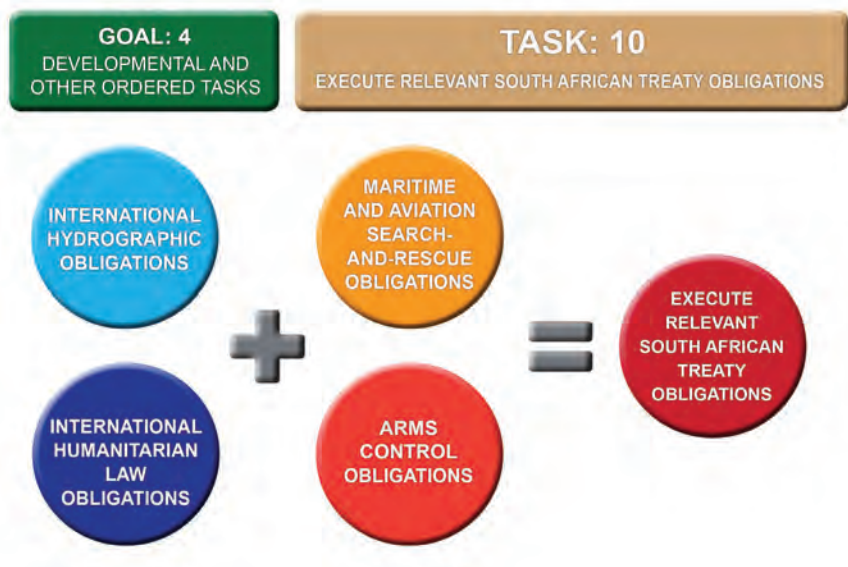 GOAL: 4
DEVELOPMENTAL AND
OTHER ORDERED TASKS
TASK: 10
EXECUTE RELEVANT SOUTH AFRICAN TREATY OBLIGATIONS
INTERNATIONAL
HYDROGRAPHIC
OBLIGATIONS
MARITIME
AND AVIATION
SEARCH-
AND-RESCUE
OBLIGATIONS
INTERNATIONAL
HUMANITARIAN
LAW
OBLIGATIONS
ARMS
CONTROL
OBLIGATIONS
EXECUTE
RELEVANT
SOUTH AFRICAN
TREATY
OBLIGATIONS